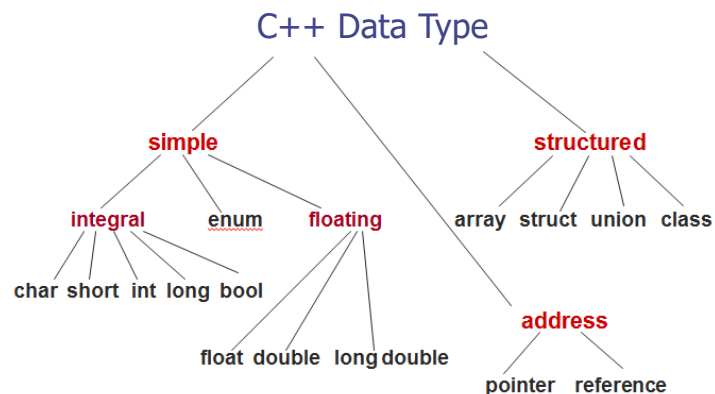 C++ Data Type
simple
structured
integral
enum
floating
array struct union class
char short int long bool
address
float double long double
pointer reference